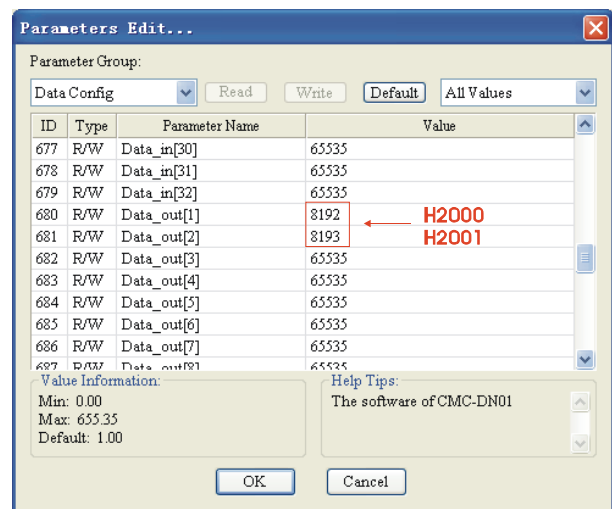 Parameters Edit...
Parameter Group:
Data Config Read Write Default All Values
ID Type Parameter Name Value
677 R/W Data_in[30] 65535
678 R/W Data_in[31] 65535
679 R/W Data_in[32] 65535
680 R/W Data_out[1] 8192 H2000
681 R/W Data_out[2] 8193 H2001
682 R/W Data_out[3] 65535
683 R/W Data_out[4] 65535
684 R/W Data_out[5] 65535
685 R/W Data_out[6] 65535
686 R/W Data_out[7] 65535
687 R/W Data_out[8] 65535
Value Information: Help Tips:
Min: 0.00 The software of CMC-DN01
Max: 655.35
Default: 1.00
OK Cancel